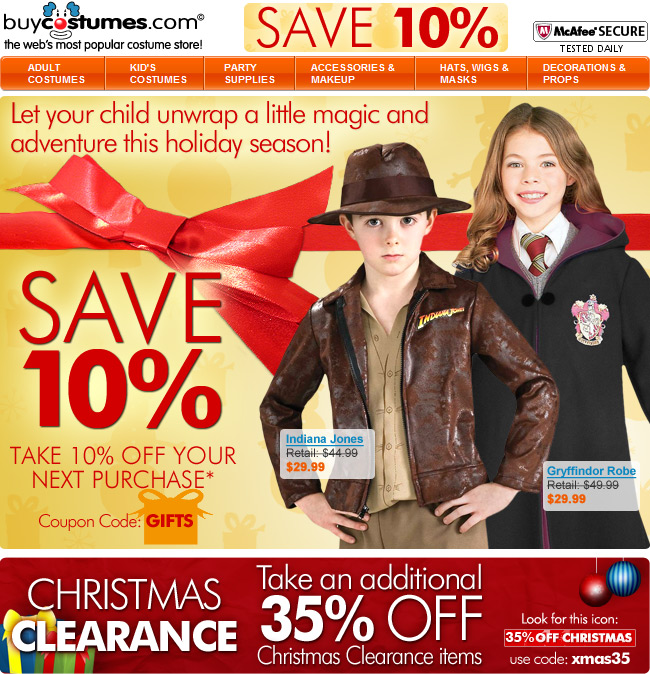 buycostumes.com©
the web's most popular costume store!
SAVE 10%
McAfee SECURE
TESTED DAILY
ADULT COSTUMES
KID'S COSTUMES
PARTY SUPPLIES
ACCESSORIES & MAKEUP
HATS, WIGS & MASKS
DECORATIONS & PROPS
Let your child unwrap a little magic and
adventure this holiday season!
SAVE
10%
TAKE 10% OFF YOUR
NEXT PURCHASE*
Coupon Code: GIFTS
INDIANA JONES
Indiana Jones
Retail: $44.99
$29.99
GRYFFINDOR
Gryffindor Robe
Retail: $49.99
$29.99
CHRISTMAS
CLEARANCE
Take an additional
35% OFF
Christmas Clearance items
Look for this icon:
35% OFF CHRISTMAS
use code: xmas35